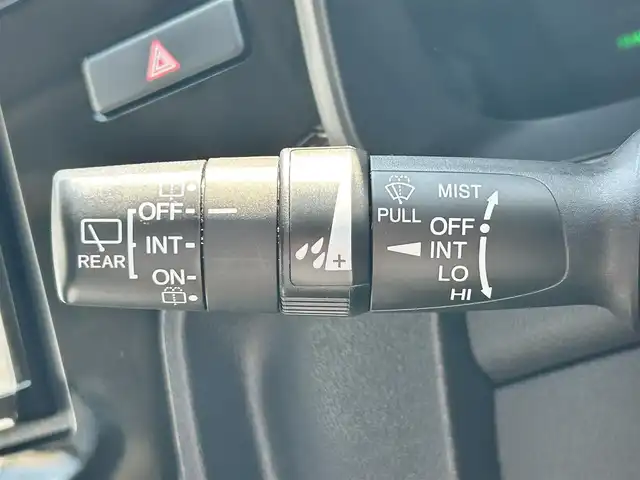 OFF
INT
ON
REAR
PULL
MIST
OFF
INT
LO
HI